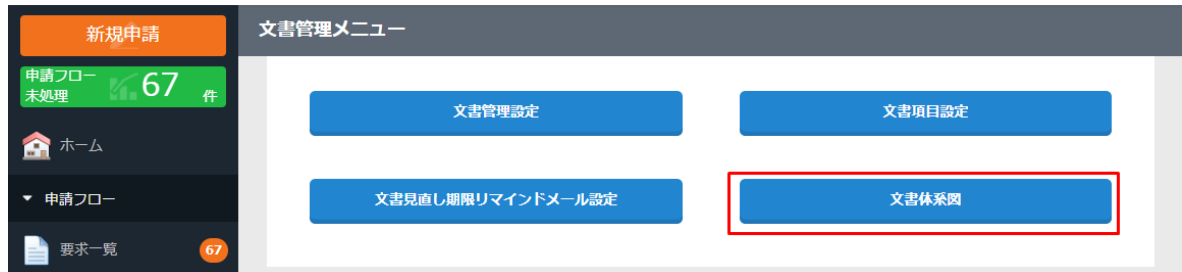 新規申請
申請フロー
未処理
67
件
ホーム
申請フロー
要求一覧
67
文書管理メニュー
文書管理設定
文書項目設定
文書見直し期限リマインドメール設定
文書体系図